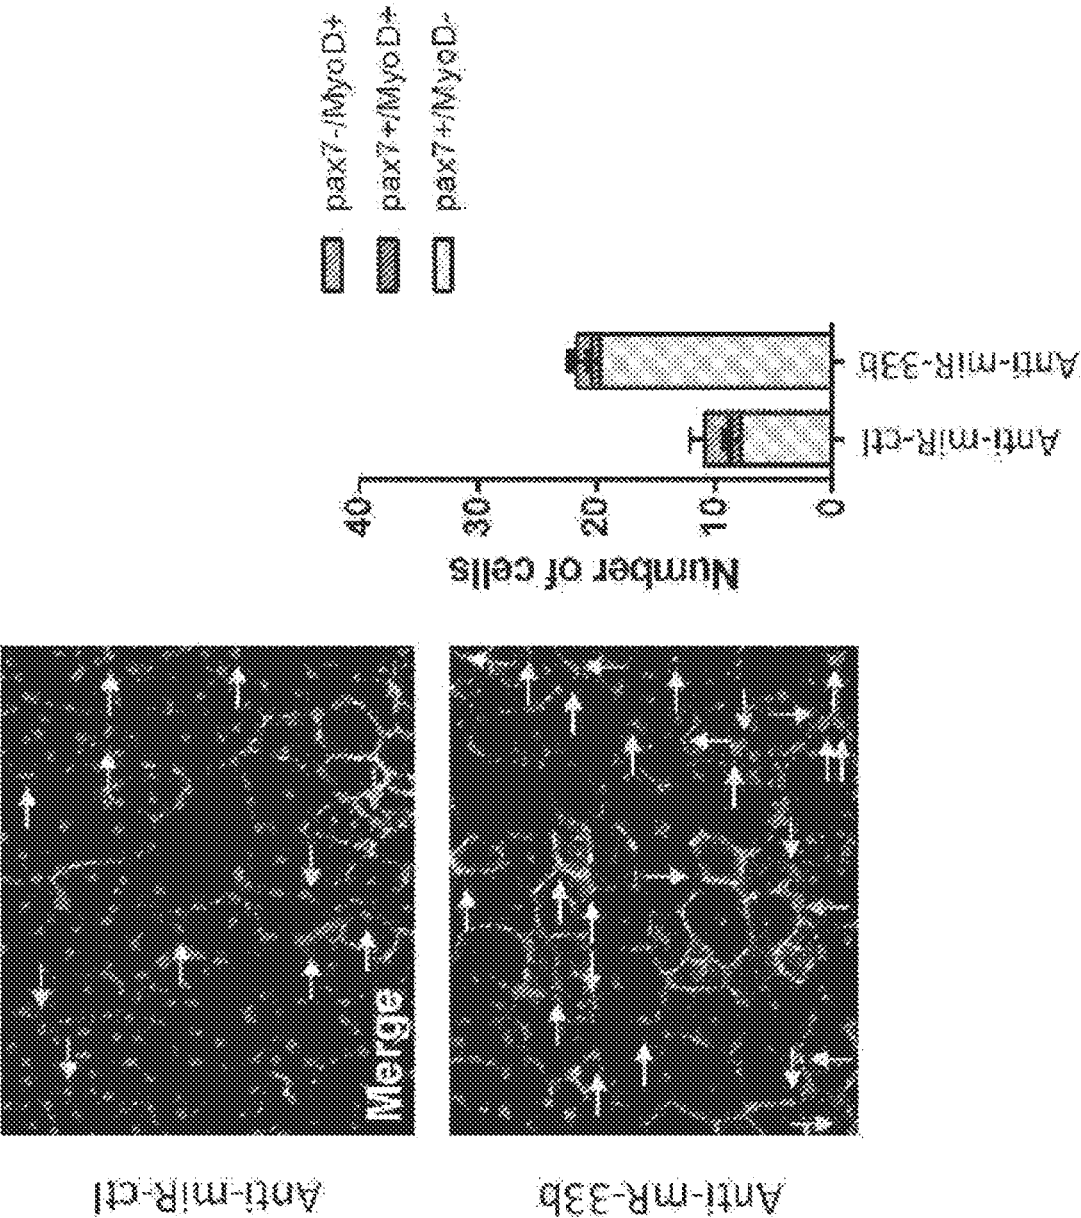 Anti-miR-ctl
Merge
Anti-mR-33b
Number of cells
40
30
20
10
0
Anti-miR-ctl
Anti-miR-33b
pax7-/MyoD+
pax7+/MyoD+
pax7+/MyoD-